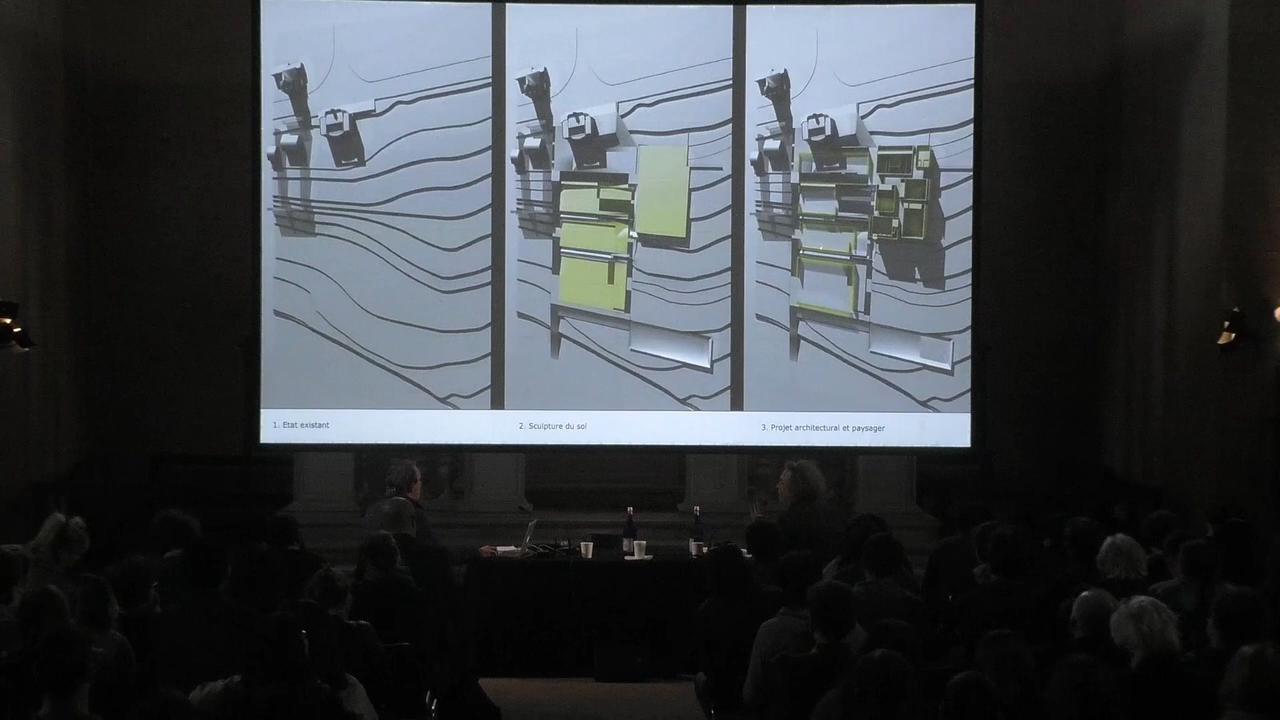 1. Etat existant
2. Sculpture du sol
3. Projet architectural et paysager